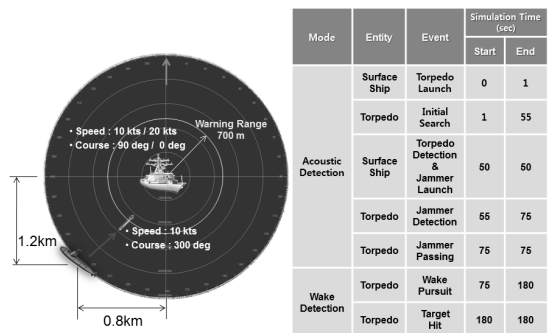 Warning Range
700 m
• Speed : 10 kts / 20 kts
• Course : 90 deg / 0 deg
• Speed : 10 kts
• Course : 300 deg
1.2km
0.8km
Mode Entity Event Simulation Time (sec)
Start End
Acoustic Detection
Surface Ship Torpedo Launch 0 1
Torpedo Initial Search 1 55
Surface Ship Torpedo Detection & Jammer Launch 50 50
Torpedo Jammer Detection 55 75
Torpedo Jammer Passing 75 75
Wake Detection
Torpedo Wake Pursuit 75 180
Torpedo Target Hit 180 180